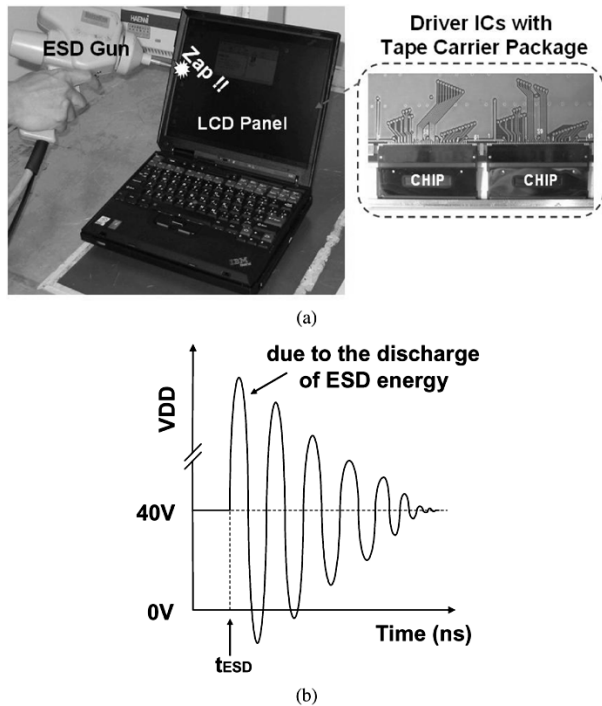 Driver ICs with
Tape Carrier Package
HAEFELY
ESD Gun
Zap !!
LCD Panel
CHIP CHIP
IBM
(a)
due to the discharge
of ESD energy
VDD
40V
0V
Time (ns)
tESD
(b)